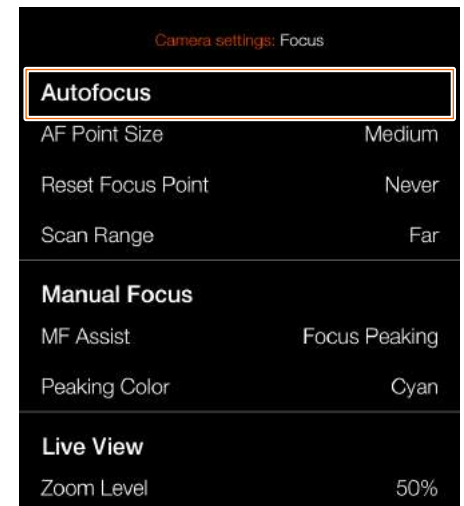 Camera settings: Focus
Autofocus
AF Point Size Medium
Reset Focus Point Never
Scan Range Far
Manual Focus
MF Assist Focus Peaking
Peaking Color Cyan
Live View
Zoom Level 50%